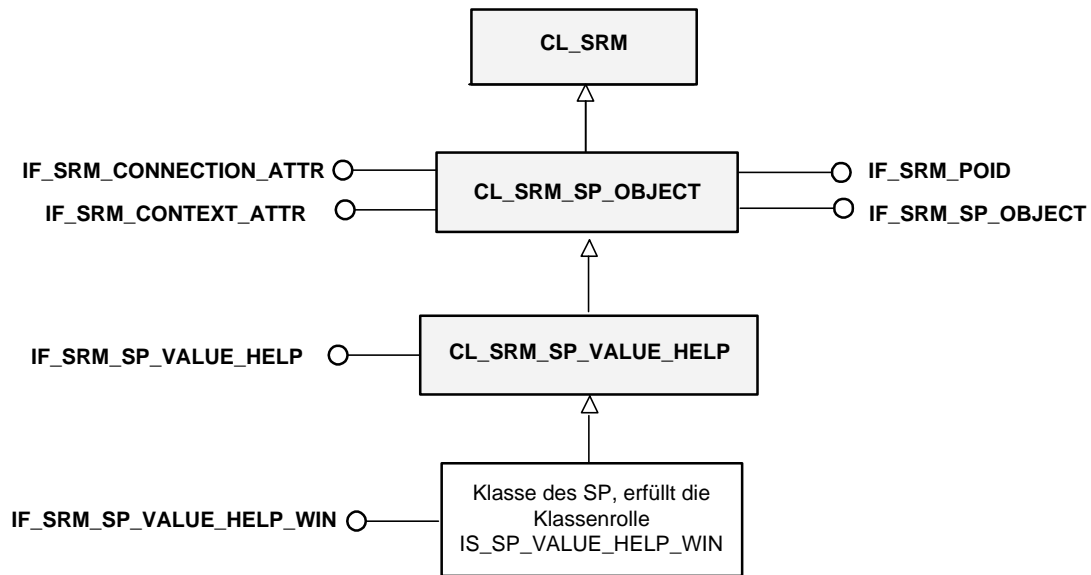 CL_SRM
IF_SRM_CONNECTION_ATTR
IF_SRM_CONTEXT_ATTR
CL_SRM_SP_OBJECT
IF_SRM_POID
IF_SRM_SP_OBJECT
IF_SRM_SP_VALUE_HELP
CL_SRM_SP_VALUE_HELP
IF_SRM_SP_VALUE_HELP_WIN
Klasse des SP, erfüllt die
Klassenrolle
IS_SP_VALUE_HELP_WIN